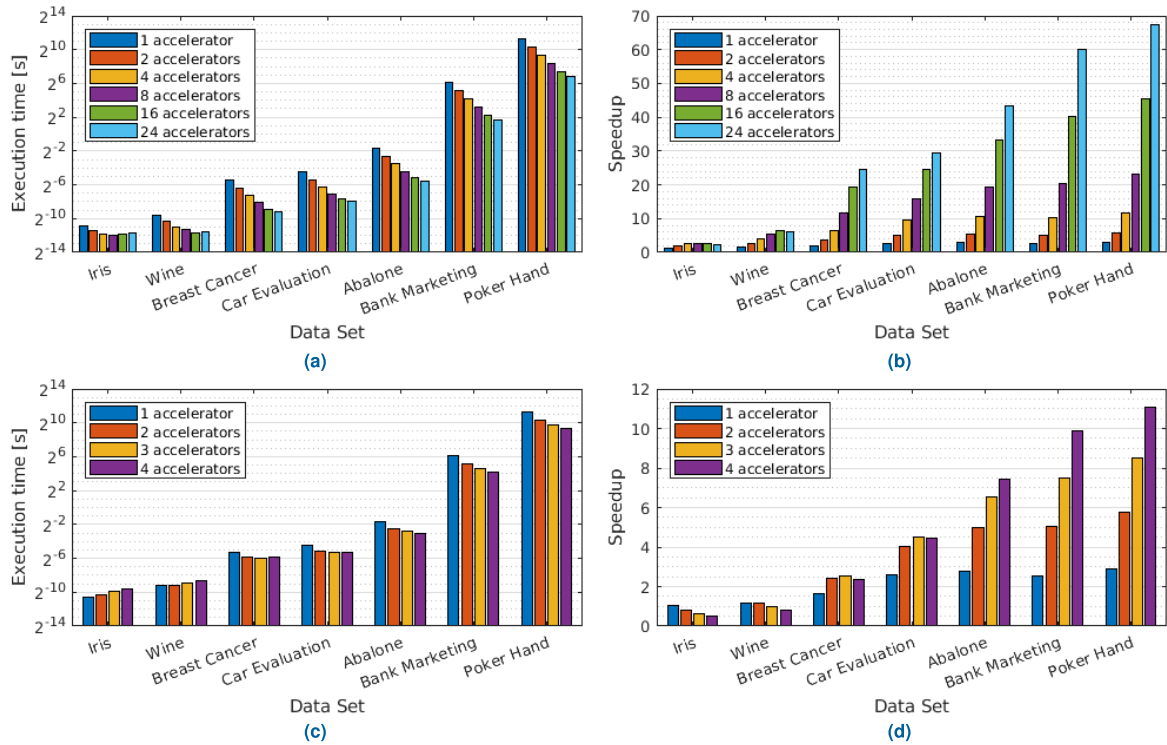 Execution time [s]
2^14
2^10
2^6
2^2
2^-2
2^-6
2^-10
2^-14
1 accelerator
2 accelerators
4 accelerators
8 accelerators
16 accelerators
24 accelerators
Iris
Wine
Breast Cancer
Car Evaluation
Abalone
Bank Marketing
Poker Hand
Data Set
(a)
Speedup
70
60
50
40
30
20
10
0
1 accelerator
2 accelerators
4 accelerators
8 accelerators
16 accelerators
24 accelerators
Iris
Wine
Breast Cancer
Car Evaluation
Abalone
Bank Marketing
Poker Hand
Data Set
(b)
Execution time [s]
2^14
2^10
2^6
2^2
2^-2
2^-6
2^-10
2^-14
1 accelerator
2 accelerators
3 accelerators
4 accelerators
Iris
Wine
Breast Cancer
Car Evaluation
Abalone
Bank Marketing
Poker Hand
Data Set
(c)
Speedup
12
10
8
6
4
2
0
1 accelerator
2 accelerators
3 accelerators
4 accelerators
Iris
Wine
Breast Cancer
Car Evaluation
Abalone
Bank Marketing
Poker Hand
Data Set
(d)